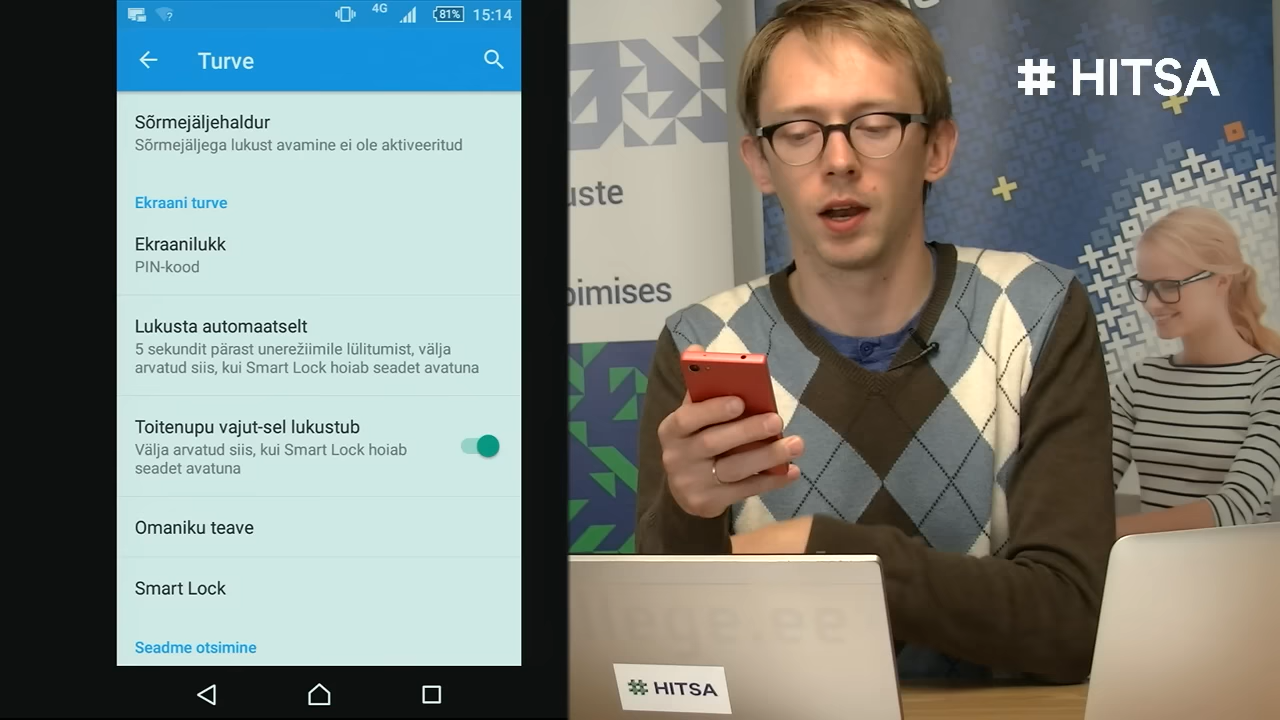 4G
81%
15:14
Turve
Sõrmejäljehaldur
Sõrmejäljega lukust avamine ei ole aktiveeritud
Ekraani turve
Ekraanilukk
PIN-kood
Lukusta automaatselt
5 sekundit pärast unerežiimile lülitumist, välja
arvatud siis, kui Smart Lock hoiab seadet avatuna
Toitenupu vajut-sel lukustub
Välja arvatud siis, kui Smart Lock hoiab
seadet avatuna
Omaniku teave
Smart Lock
Seadme otsimine
# HITSA
uste
oimises
llege.ee
# HITSA